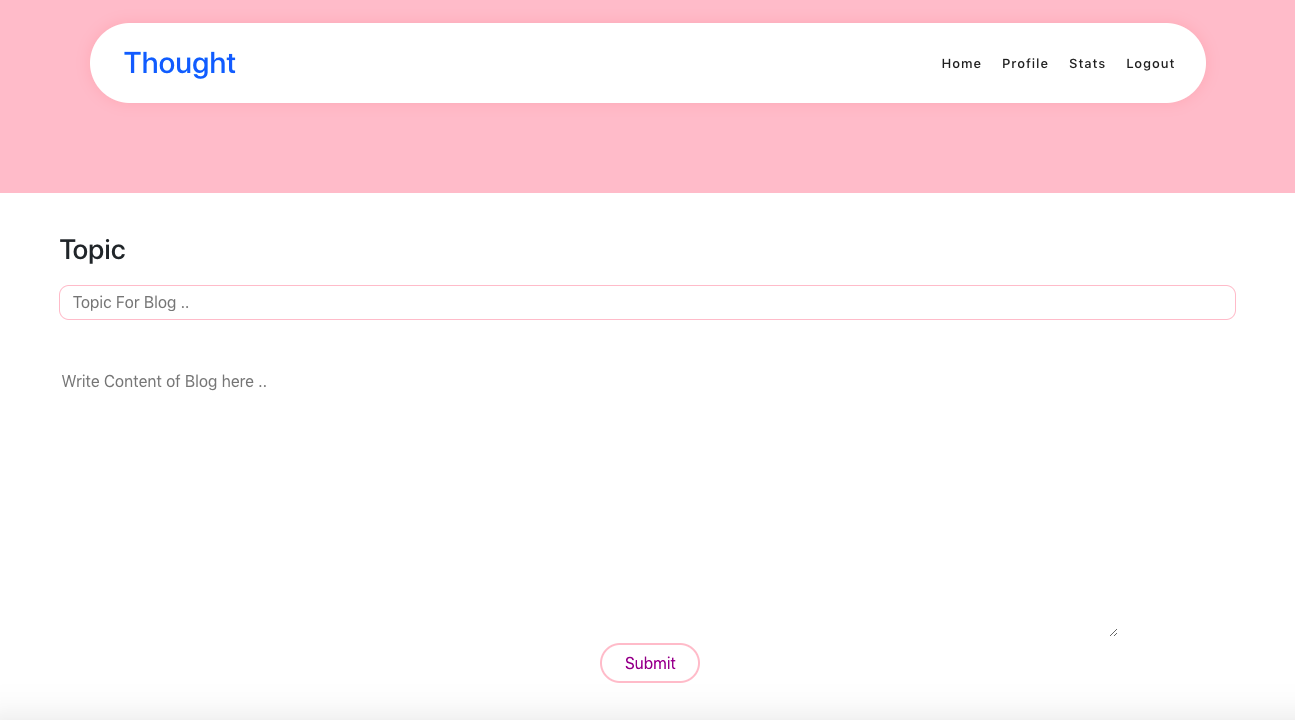 Thought
Home Profile Stats Logout
Topic
Topic For Blog ..
Write Content of Blog here ..
Submit